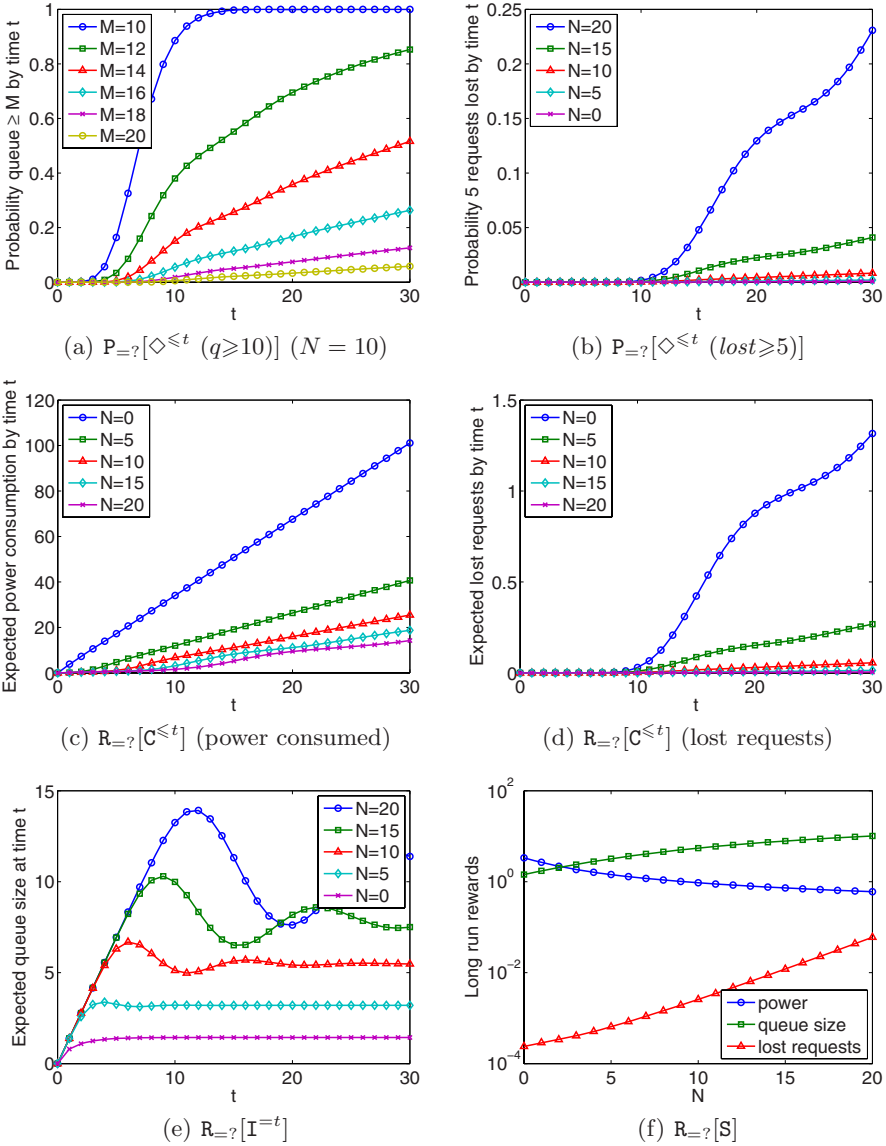 Probability queue ≥ M by time t
1
0.8
0.6
0.4
0.2
0
0
10
20
30
t
M=10
M=12
M=14
M=16
M=18
M=20
(a) P=?[◇⩽t (q⩾10)] (N = 10)
Probability 5 requests lost by time t
0.25
0.2
0.15
0.1
0.05
0
0
10
20
30
t
N=20
N=15
N=10
N=5
N=0
(b) P=?[◇⩽t (lost⩾5)]
Expected power consumption by time t
120
100
80
60
40
20
0
0
10
20
30
t
N=0
N=5
N=10
N=15
N=20
(c) R=?[C⩽t] (power consumed)
Expected lost requests by time t
1.5
1
0.5
0
0
10
20
30
t
N=0
N=5
N=10
N=15
N=20
(d) R=?[C⩽t] (lost requests)
Expected queue size at time t
15
10
5
0
0
10
20
30
t
N=20
N=15
N=10
N=5
N=0
(e) R=?[I=t]
Long run rewards
10^2
10^0
10^−2
10^−4
0
5
10
15
20
N
power
queue size
lost requests
(f) R=?[S]